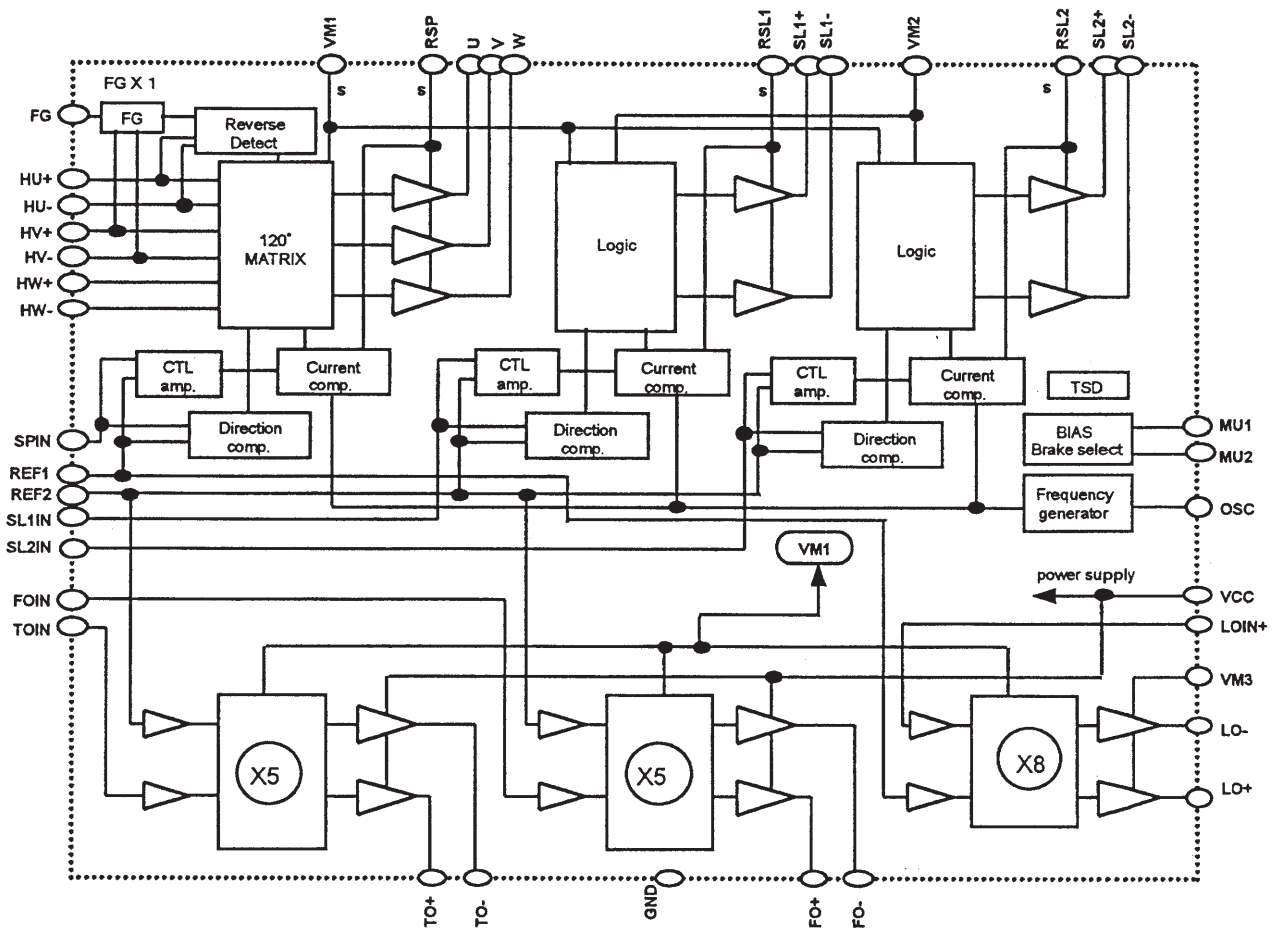 VM1
RSP
U
V
W
RSL1
SL1+
SL1-
VM2
RSL2
SL2+
SL2-
FG X 1
s
s
s
s
FG
FG
Reverse
Detect
HU+
HU-
HV+
HV-
HW+
HW-
120°
MATRIX
Logic
Logic
CTL
amp.
Current
comp.
CTL
amp.
Current
comp.
CTL
amp.
Current
comp.
TSD
Direction
comp.
Direction
comp.
Direction
comp.
BIAS
Brake select
MU1
MU2
SPIN
REF1
REF2
SL1IN
SL2IN
Frequency
generator
OSC
VM1
power supply
VCC
FOIN
TOIN
LOIN+
VM3
LO-
LO+
X5
X5
X8
TO+
TO-
GND
FO+
FO-